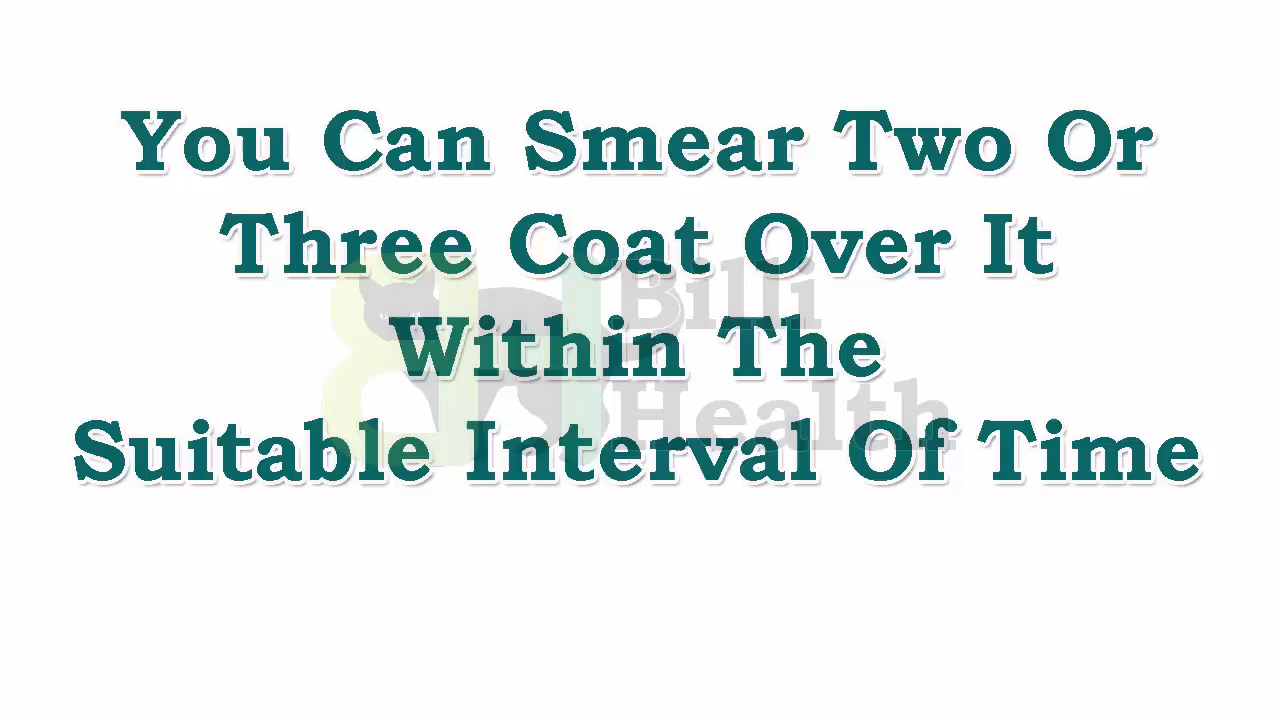 You Can Smear Two Or
Three Coat Over It
Billi
Within The
Health
Suitable Interval Of Time